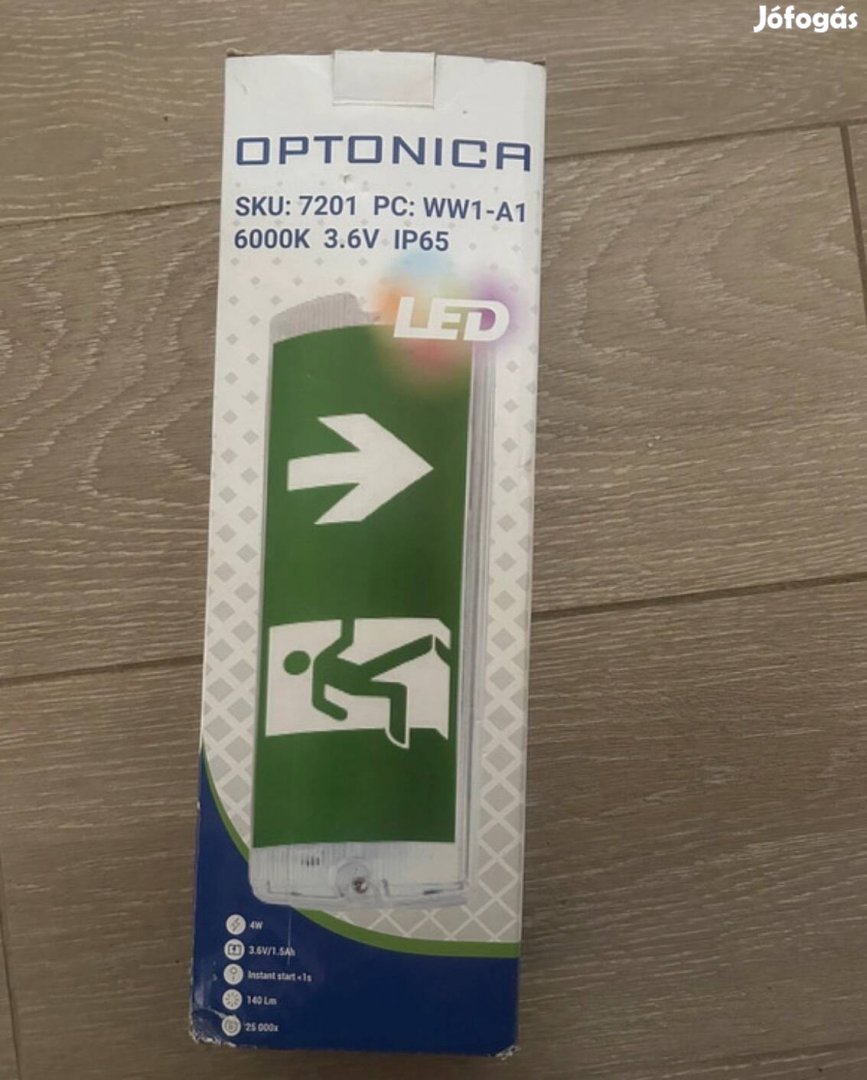 Jófogás
OPTONICA
SKU: 7201 PC: WW1-A1
6000K 3.6V IP65
LED
4W
3.6V/1.5Ah
Instant start <1s
140 Lm
25 000x